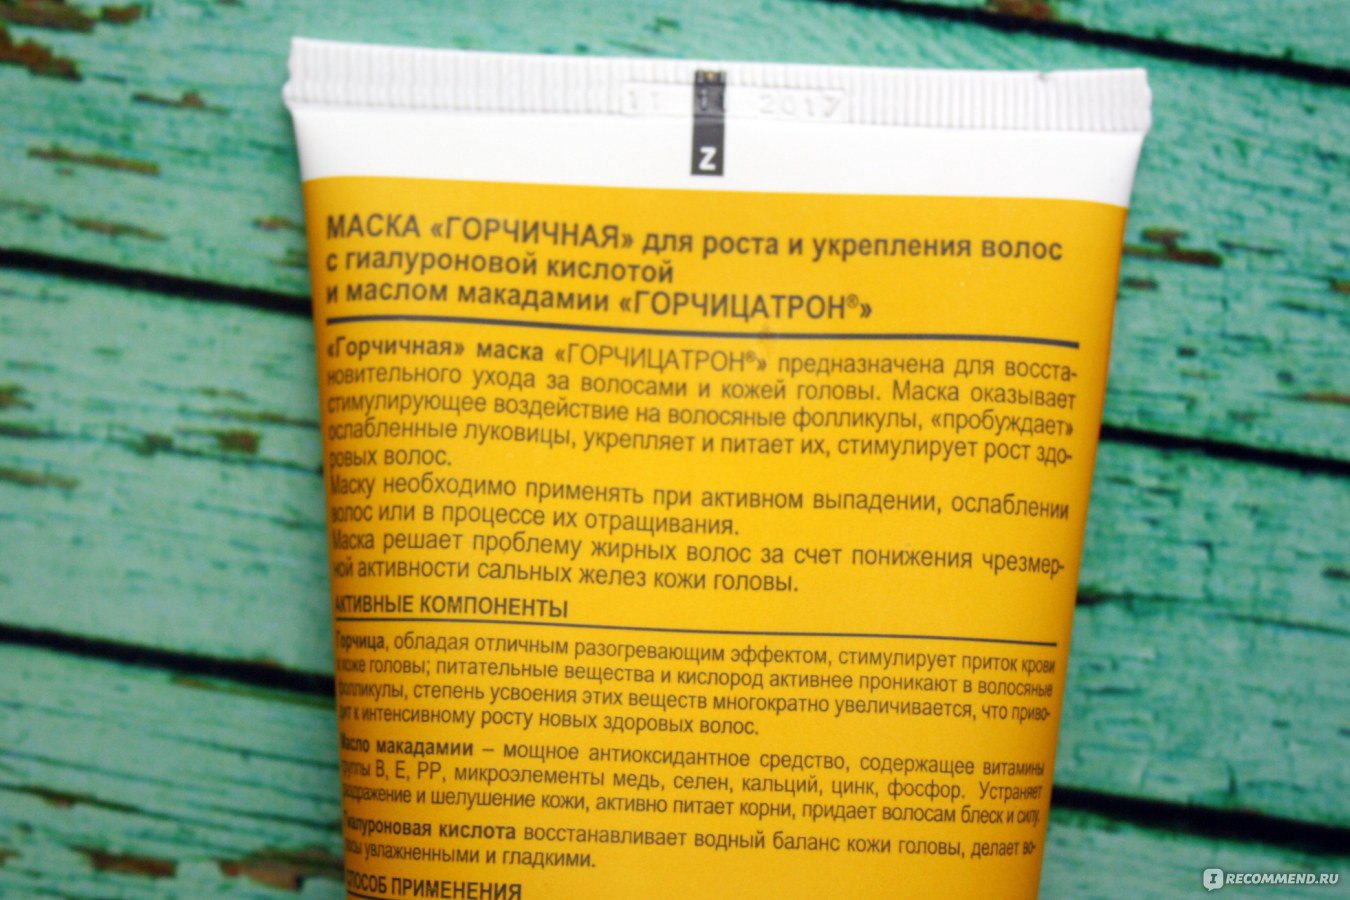 11 2017
Z
МАСКА «ГОРЧИЧНАЯ» для роста и укрепления волос
с гиалуроновой кислотой
и маслом макадамии «ГОРЧИЦАТРОН®»
«Горчичная» маска «ГОРЧИЦАТРОН®» предназначена для восста-
новительного ухода за волосами и кожей головы. Маска оказывает
стимулирующее воздействие на волосяные фолликулы, «пробуждает»
ослабленные луковицы, укрепляет и питает их, стимулирует рост здо-
ровых волос.
Маску необходимо применять при активном выпадении, ослаблении
волос или в процессе их отращивания.
Маска решает проблему жирных волос за счет понижения чрезмер-
ной активности сальных желез кожи головы.
АКТИВНЫЕ КОМПОНЕНТЫ
Горчица, обладая отличным разогревающим эффектом, стимулирует приток крови
к коже головы; питательные вещества и кислород активнее проникают в волосяные
фолликулы, степень усвоения этих веществ многократно увеличивается, что приво-
дит к интенсивному росту новых здоровых волос.
Масло макадамии – мощное антиоксидантное средство, содержащее витамины
группы В, Е, РР, микроэлементы медь, селен, кальций, цинк, фосфор. Устраняет
раздражение и шелушение кожи, активно питает корни, придает волосам блеск и силу.
Гиалуроновая кислота восстанавливает водный баланс кожи головы, делает во-
лосы увлажненными и гладкими.
СПОСОБ ПРИМЕНЕНИЯ
I RECOMMEND.RU